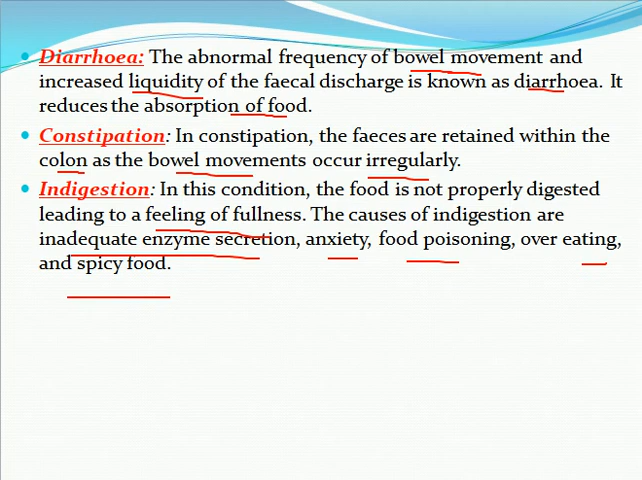 • Diarrhoea: The abnormal frequency of bowel movement and
increased liquidity of the faecal discharge is known as diarrhoea. It
reduces the absorption of food.
• Constipation: In constipation, the faeces are retained within the
colon as the bowel movements occur irregularly.
• Indigestion: In this condition, the food is not properly digested
leading to a feeling of fullness. The causes of indigestion are
inadequate enzyme secretion, anxiety, food poisoning, over eating,
and spicy food.